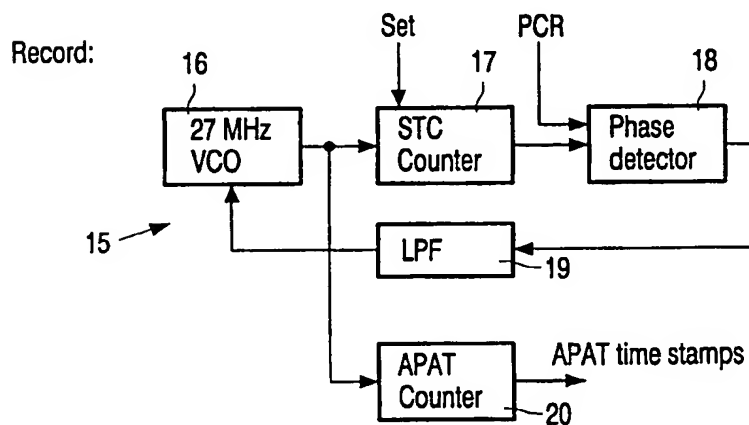 Record:
Set
PCR
16
17
18
27 MHz
VCO
STC
Counter
Phase
detector
15
LPF
19
APAT
Counter
APAT time stamps
20